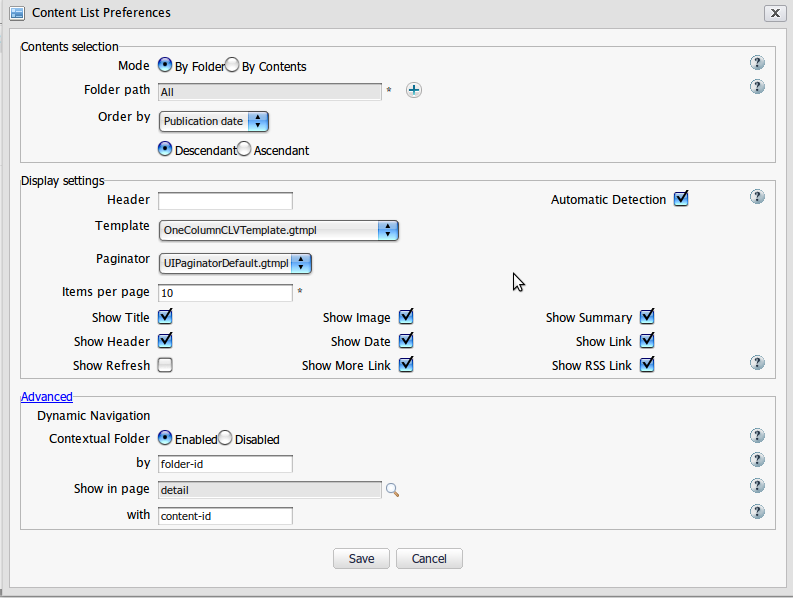 Content List Preferences
Contents selection
Mode By Folder By Contents
Folder path All *
Order by Publication date
Descendant Ascendant
Display settings
Header Automatic Detection
Template OneColumnCLVTemplate.gtmpl
Paginator UIPaginatorDefault.gtmpl
Items per page 10 *
Show Title Show Image Show Summary
Show Header Show Date Show Link
Show Refresh Show More Link Show RSS Link
Advanced
Dynamic Navigation
Contextual Folder Enabled Disabled
by folder-id
Show in page detail
with content-id
Save Cancel